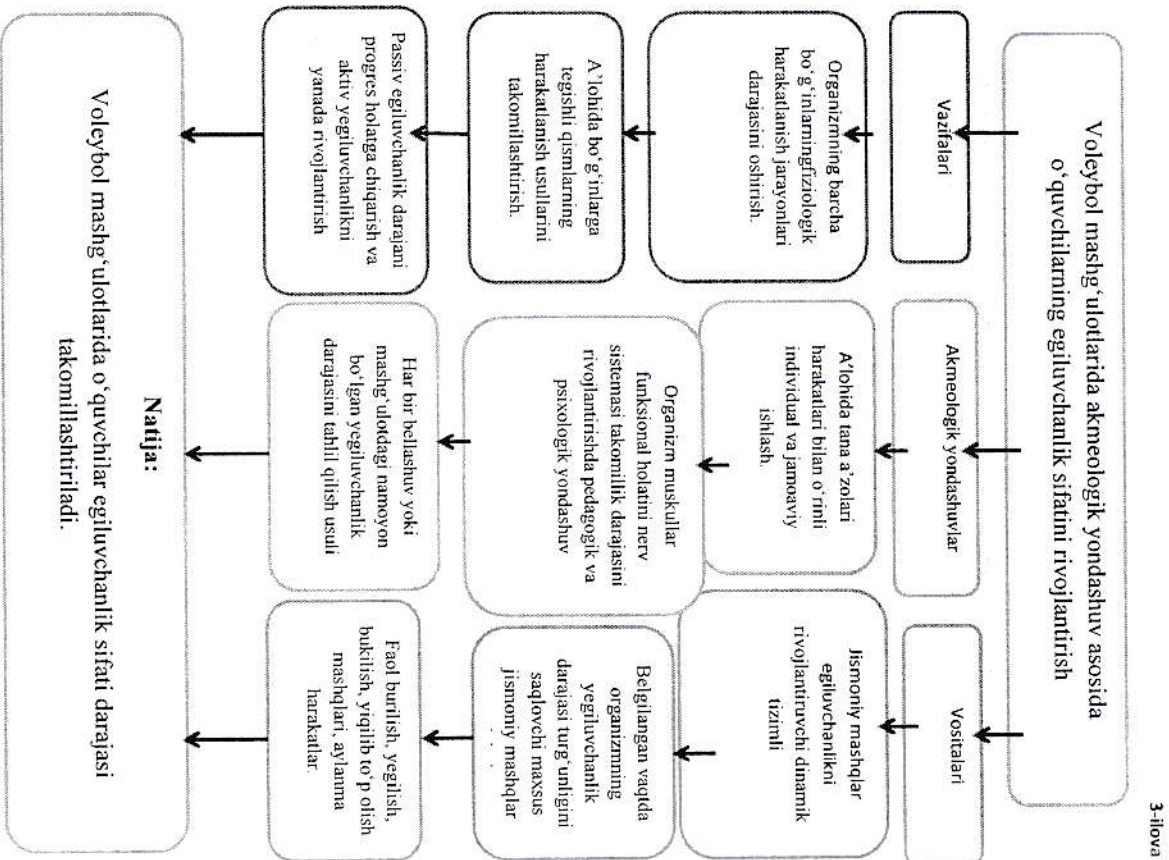 3-ilova
Voleybol mashg‘ulotlarida akmeologik yondashuv asosida
o‘quvchilarning egiluvchanlik sifatini rivojlantirish
Vazifalari
Organizmning barcha
bo‘g‘inlarningfiziologik
harakatlanish jarayonlari
darajasini oshirish.
A’lohida bo‘g‘inlarga
tegishli qismlarning
harakatlanish usullarini
takomillashtirish.
Passiv egiluvchanlik darajani
progres holatga chiqarish va
aktiv yegiluvchanlikni
yanada rivojlantirish
Akmeologik yondashuvlar
A’lohida tana a’zolari
harakatlari bilan o‘rinli
individual va jamoaviy
ishlash.
Organizm muskullar
funksional holatini nerv
sistemasi takomillik darajasini
rivojlantirishda pedagogik va
psixologik yondashuv
Har bir bellashuv yoki
mashg‘ulotdagi namoyon
bo‘lgan yegiluvchanlik
darajasini tahlil qilish usuli
Vositalari
Jismoniy mashqlar
egiluvchanlikni
rivojlantiruvchi dinamik
tizimli
Belgilangan vaqtda
organizmning
yegiluvchanlik
darajasi turg‘unligini
saqlovchi maxsus
jismoniy mashqlar
Faol burilish, yegilish,
bukilish, yiqilib to‘p olish
mashqlari, aylanma
harakatlar.
Natija:
Voleybol mashg‘ulotlarida o‘quvchilar egiluvchanlik sifati darajasi
takomillashtiriladi.